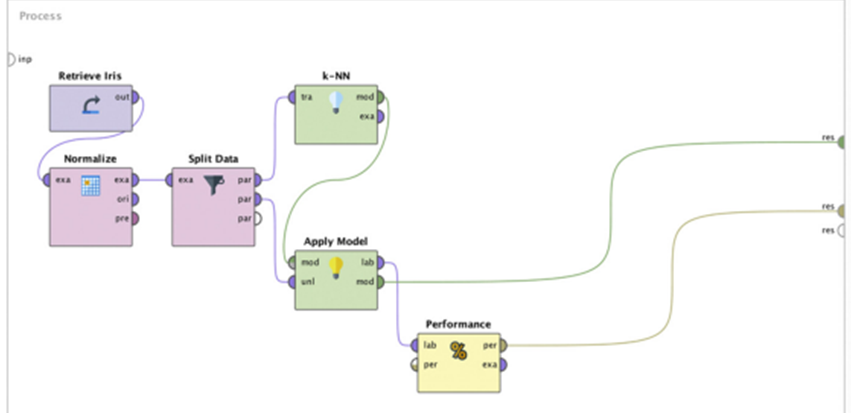 Process
inp
Retrieve Iris
out
k-NN
tra mod
exa
res
Normalize
exa exa
ori
pre
Split Data
exa par
par
par
res
res
Apply Model
mod lab
unl mod
Performance
lab % per
per exa